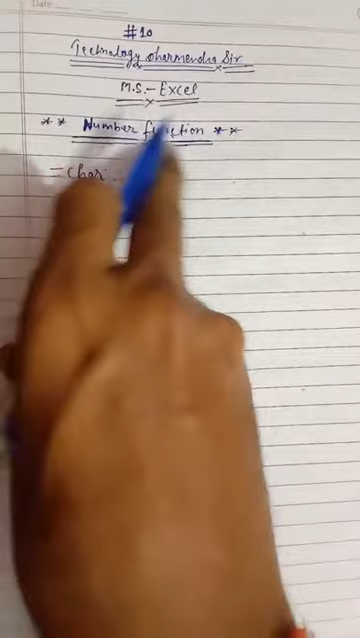 #10
Technology Dharmendra Sir
M.S.- Excel
** Number function **
= char